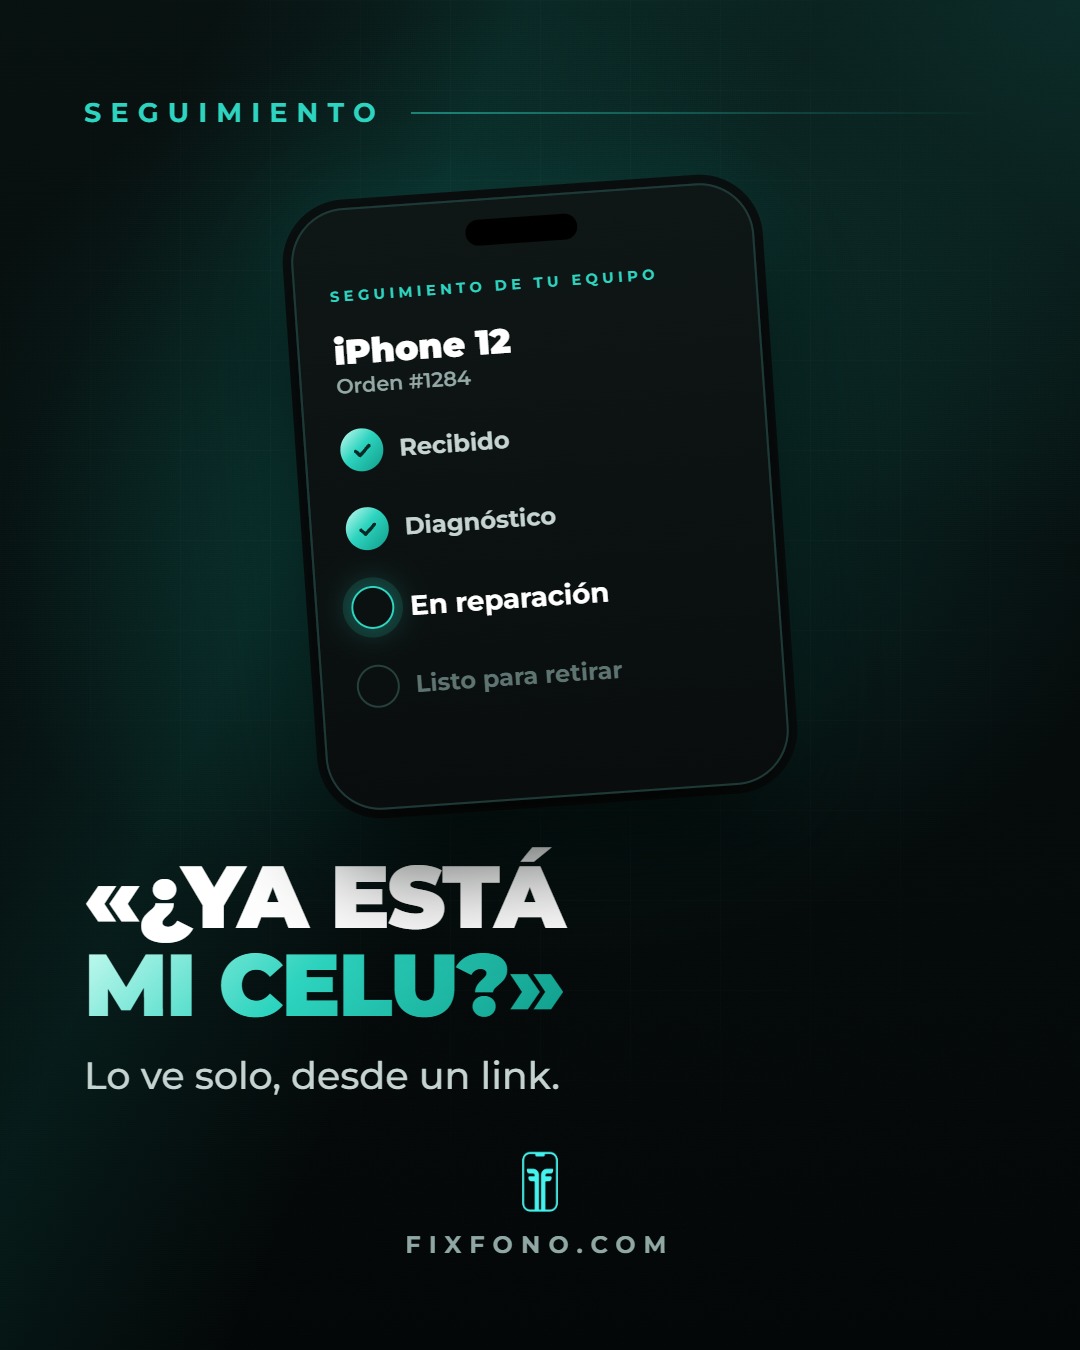 SEGUIMIENTO
SEGUIMIENTO DE TU EQUIPO
iPhone 12
Orden #1284
Recibido
Diagnóstico
En reparación
Listo para retirar
«¿YA ESTÁ
MI CELU?»
Lo ve solo, desde un link.
FIXFONO.COM